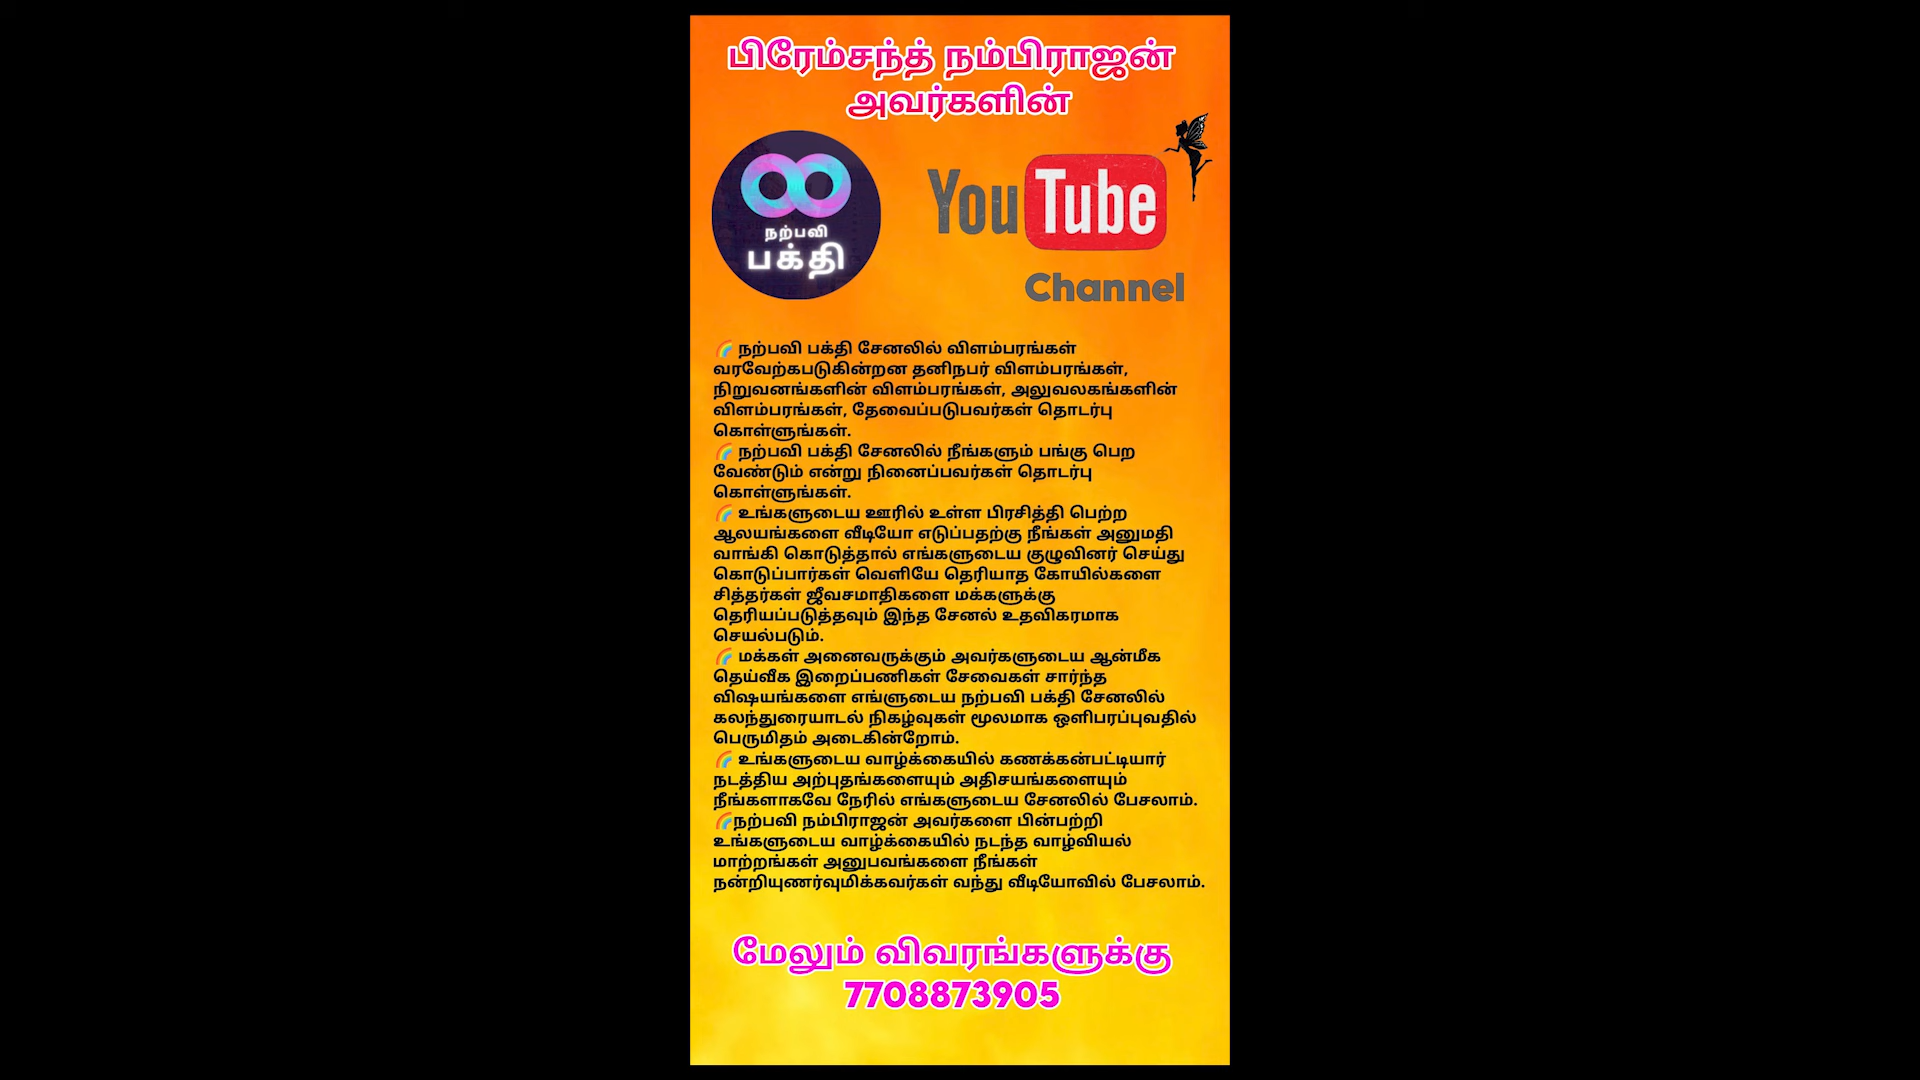 பிரேம்சந்த் நம்பிராஜன்
அவர்களின்
நற்பவி
பக்தி
YouTube
Channel
🌈 நற்பவி பக்தி சேனலில் விளம்பரங்கள்
வரவேற்கபடுகின்றன தனிநபர் விளம்பரங்கள்,
நிறுவனங்களின் விளம்பரங்கள், அலுவலகங்களின்
விளம்பரங்கள், தேவைப்படுபவர்கள் தொடர்பு
கொள்ளுங்கள்.
🌈 நற்பவி பக்தி சேனலில் நீங்களும் பங்கு பெற
வேண்டும் என்று நினைப்பவர்கள் தொடர்பு
கொள்ளுங்கள்.
🌈 உங்களுடைய ஊரில் உள்ள பிரசித்தி பெற்ற
ஆலயங்களை வீடியோ எடுப்பதற்கு நீங்கள் அனுமதி
வாங்கி கொடுத்தால் எங்களுடைய குழுவினர் செய்து
கொடுப்பார்கள் வெளியே தெரியாத கோயில்களை
சித்தர்கள் ஜீவசமாதிகளை மக்களுக்கு
தெரியப்படுத்தவும் இந்த சேனல் உதவிகரமாக
செயல்படும்.
🌈 மக்கள் அனைவருக்கும் அவர்களுடைய ஆன்மீக
தெய்வீக இறைப்பணிகள் சேவைகள் சார்ந்த
விஷயங்களை எங்ளுடைய நற்பவி பக்தி சேனலில்
கலந்துரையாடல் நிகழ்வுகள் மூலமாக ஒளிபரப்புவதில்
பெருமிதம் அடைகின்றோம்.
🌈 உங்களுடைய வாழ்க்கையில் கணக்கன்பட்டியார்
நடத்திய அற்புதங்களையும் அதிசயங்களையும்
நீங்களாகவே நேரில் எங்களுடைய சேனலில் பேசலாம்.
🌈நற்பவி நம்பிராஜன் அவர்களை பின்பற்றி
உங்களுடைய வாழ்க்கையில் நடந்த வாழ்வியல்
மாற்றங்கள் அனுபவங்களை நீங்கள்
நன்றியுணர்வுமிக்கவர்கள் வந்து வீடியோவில் பேசலாம்.
மேலும் விவரங்களுக்கு
7708873905